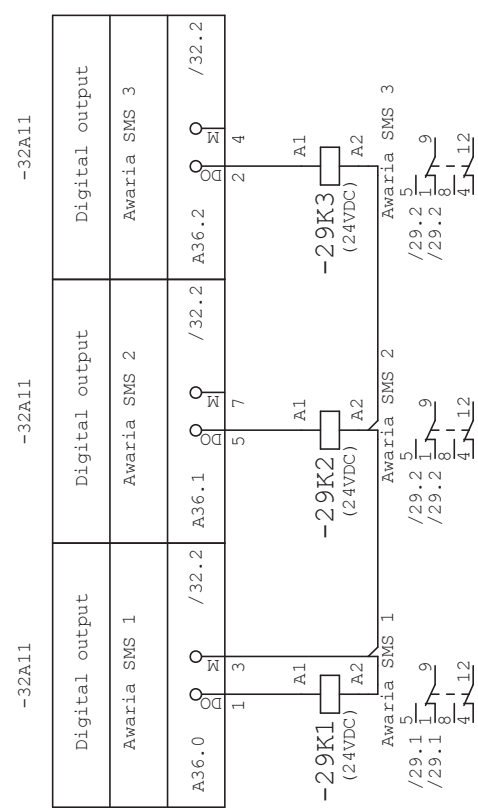 -32A11
Digital output
Awaria SMS 1
A36.0 /32.2
DO M
1 3
A1
-29K1
(24VDC)
A2
Awaria SMS 1
/29.1 5
/29.1 1 9
8
4 12
-32A11
Digital output
Awaria SMS 2
A36.1 /32.2
DO M
5 7
A1
-29K2
(24VDC)
A2
Awaria SMS 2
/29.2 5
/29.2 1 9
8
4 12
-32A11
Digital output
Awaria SMS 3
A36.2 /32.2
DO M
2 4
A1
-29K3
(24VDC)
A2
Awaria SMS 3
/29.2 5
/29.2 1 9
8
4 12